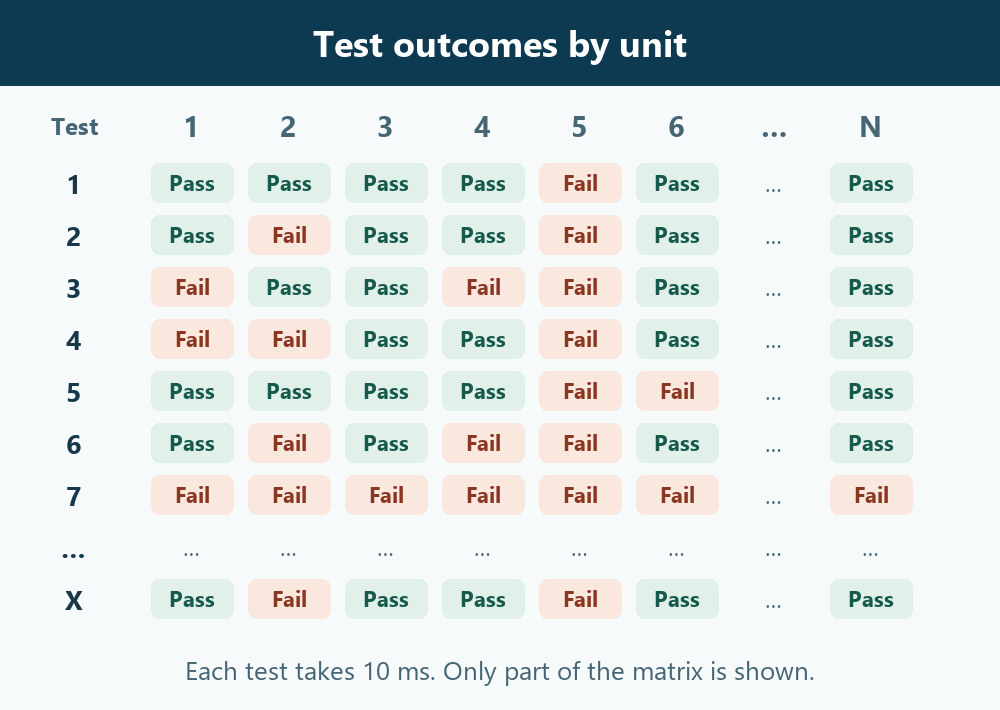 Test outcomes by unit
Test 1 2 3 4 5 6 ... N
1 Pass Pass Pass Pass Fail Pass ... Pass
2 Pass Fail Pass Pass Fail Pass ... Pass
3 Fail Pass Pass Fail Fail Pass ... Pass
4 Fail Fail Pass Pass Fail Pass ... Pass
5 Pass Pass Pass Pass Fail Fail ... Pass
6 Pass Fail Pass Fail Fail Pass ... Pass
7 Fail Fail Fail Fail Fail Fail ... Fail
... ... ... ... ... ... ... ... ...
X Pass Fail Pass Pass Fail Pass ... Pass
Each test takes 10 ms. Only part of the matrix is shown.